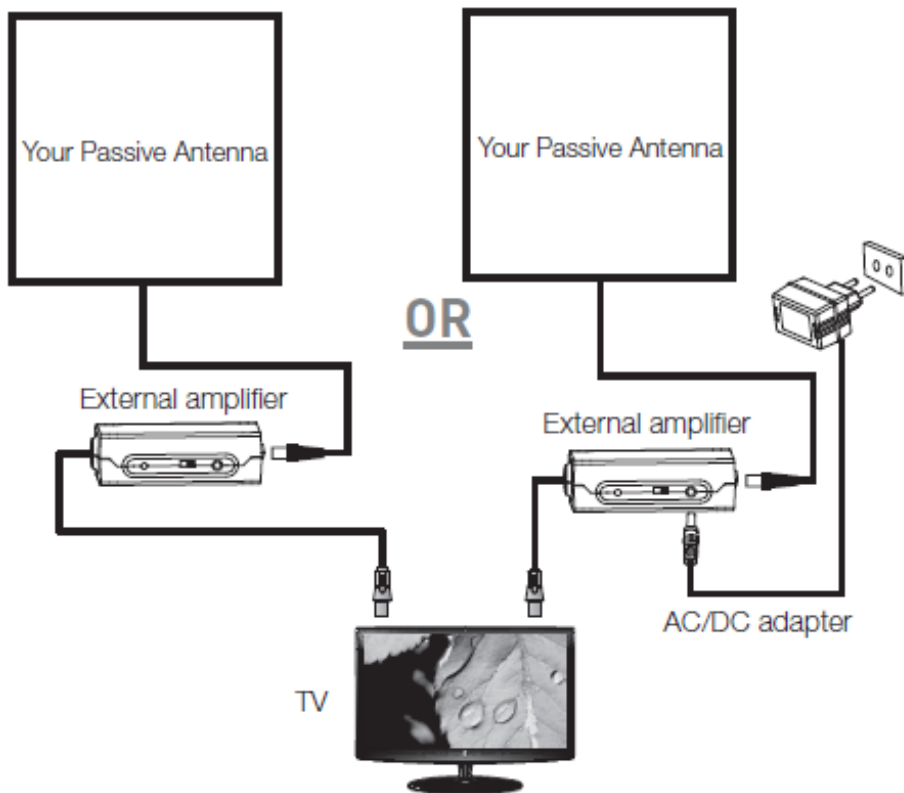 Your Passive Antenna
Your Passive Antenna
OR
External amplifier
External amplifier
AC/DC adapter
TV